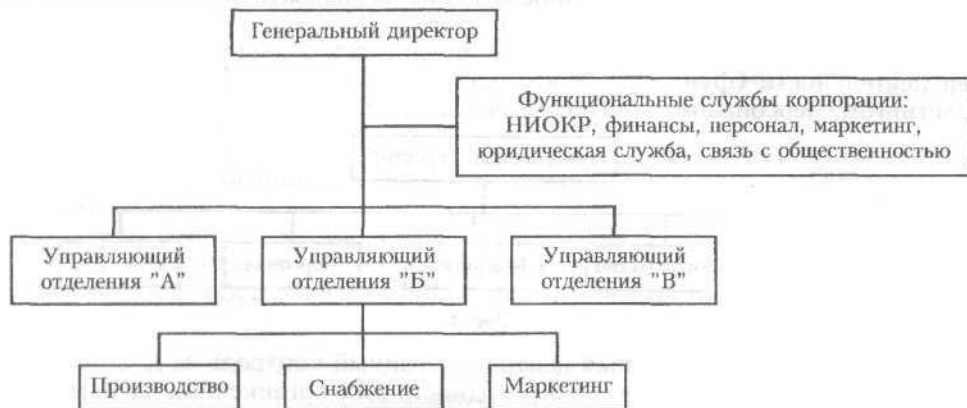 Генеральный директор
Функциональные службы корпорации:
НИОКР, финансы, персонал, маркетинг,
юридическая служба, связь с общественностью
Управляющий
отделения "А"
Управляющий
отделения "Б"
Управляющий
отделения "В"
Производство
Снабжение
Маркетинг